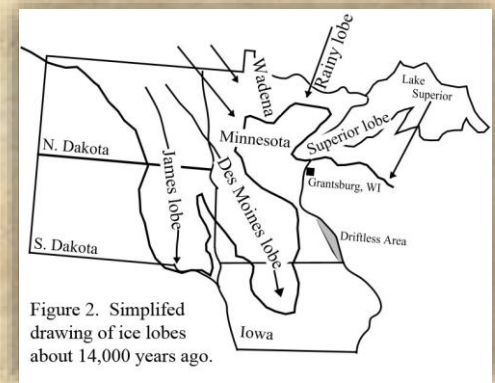 Wadena
Rainy lobe
Lake
Superior
Superior lobe
Minnesota
N. Dakota
James lobe
Des Moines lobe
Grantsburg, WI
Driftless Area
S. Dakota
Iowa
Figure 2. Simplifed
drawing of ice lobes
about 14,000 years ago.